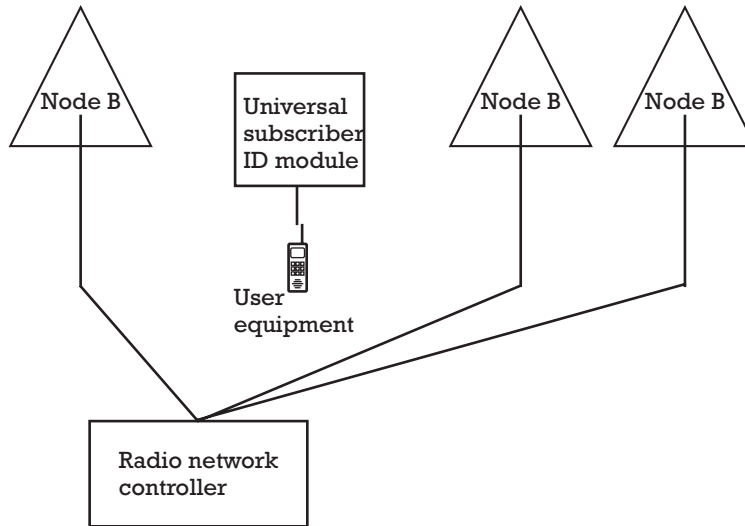 Node B
Node B
Node B
Universal
subscriber
ID module
User
equipment
Radio network
controller